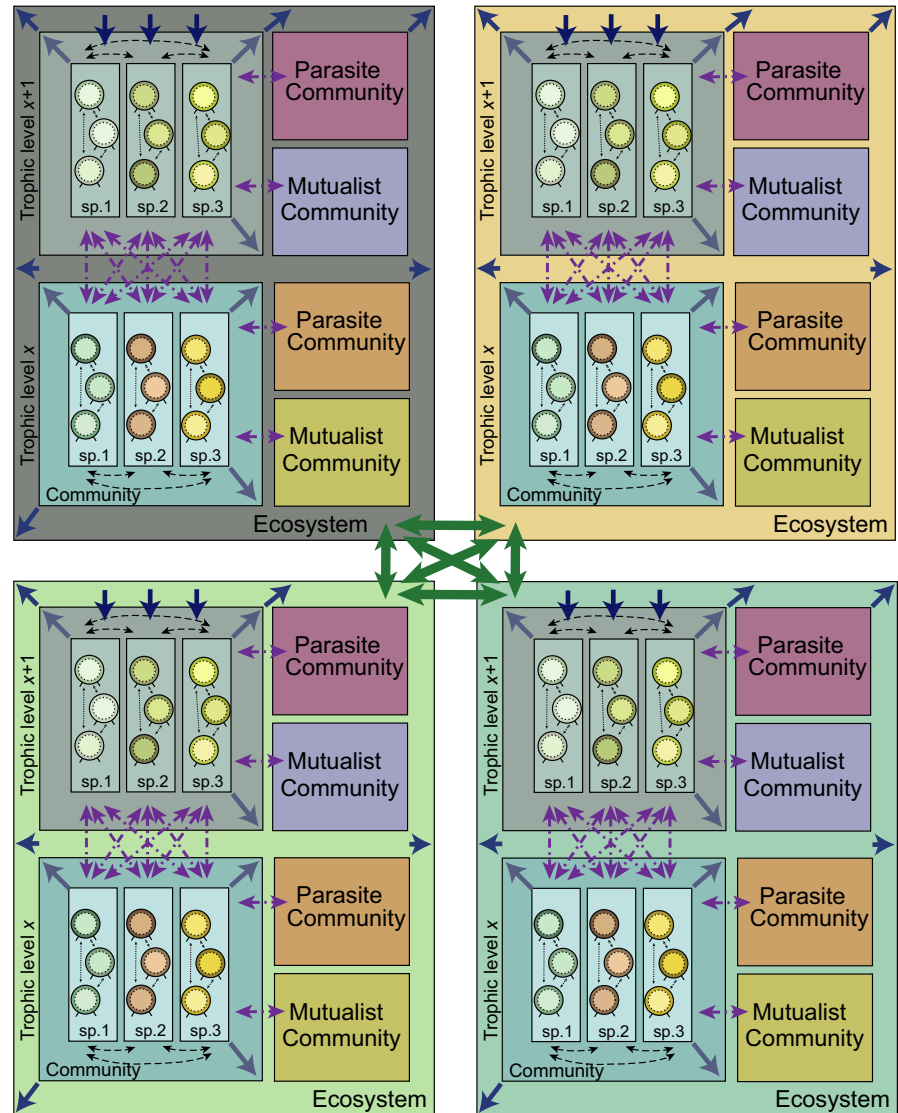 Trophic level x+1
sp.1
sp.2
sp.3
Parasite
Community
Mutualist
Community
Trophic level x
sp.1
sp.2
sp.3
Community
Parasite
Community
Mutualist
Community
Ecosystem
Trophic level x+1
sp.1
sp.2
sp.3
Parasite
Community
Mutualist
Community
Trophic level x
sp.1
sp.2
sp.3
Community
Parasite
Community
Mutualist
Community
Ecosystem
Trophic level x+1
sp.1
sp.2
sp.3
Parasite
Community
Mutualist
Community
Trophic level x
sp.1
sp.2
sp.3
Community
Parasite
Community
Mutualist
Community
Ecosystem
Trophic level x+1
sp.1
sp.2
sp.3
Parasite
Community
Mutualist
Community
Trophic level x
sp.1
sp.2
sp.3
Community
Parasite
Community
Mutualist
Community
Ecosystem